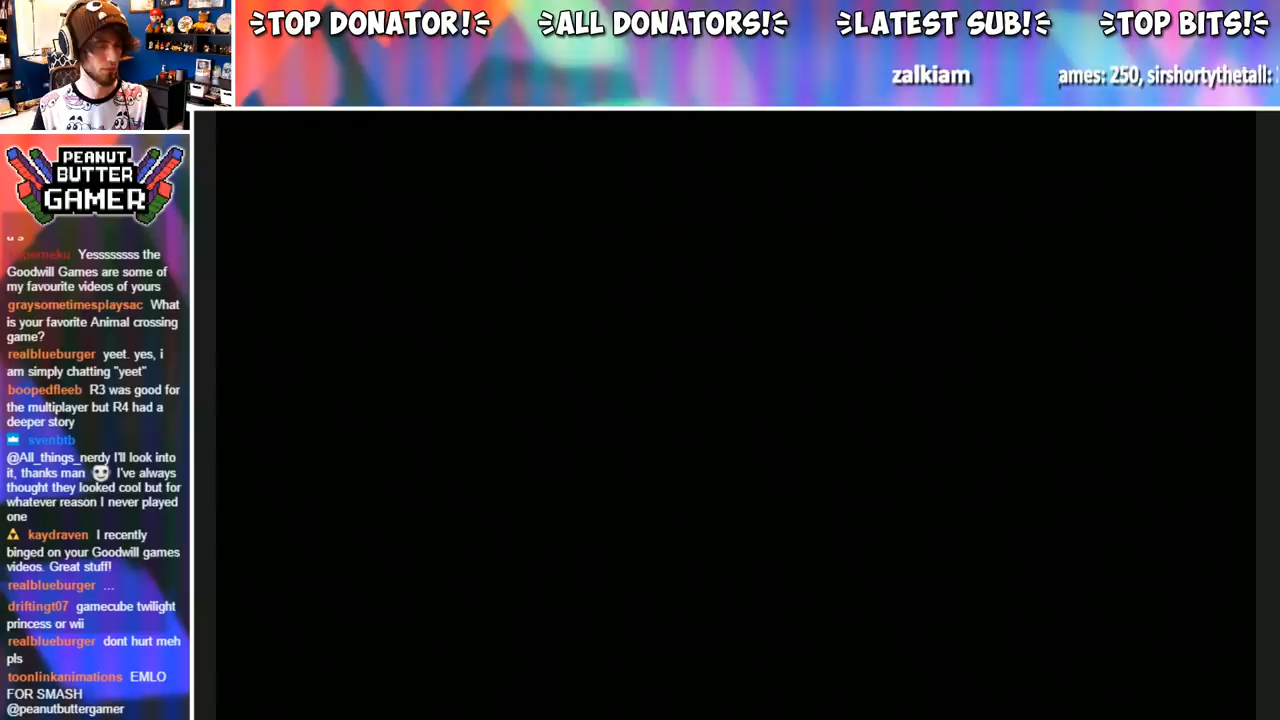 TOP DONATOR!
ALL DONATORS!
LATEST SUB!
TOP BITS!
zalkiam
ames: 250, sirshortythetall:
PEANUT
BUTTER
GAMER
Yesssssss the
Goodwill Games are some of
my favourite videos of yours
graysometimesplaysac What
is your favorite Animal crossing
game?
realblueburger yeet. yes, i
am simply chatting "yeet"
boopedfleeb R3 was good for
the multiplayer but R4 had a
deeper story
svenbtb
@All_things_nerdy I'll look into
it, thanks man I've always
thought they looked cool but for
whatever reason I never played
one
kaydraven I recently
binged on your Goodwill games
videos. Great stuff!
realblueburger ...
driftingt07 gamecube twilight
princess or wii
realblueburger dont hurt meh
pls
toonlinkanimations EMLO
FOR SMASH
@peanutbuttergamer